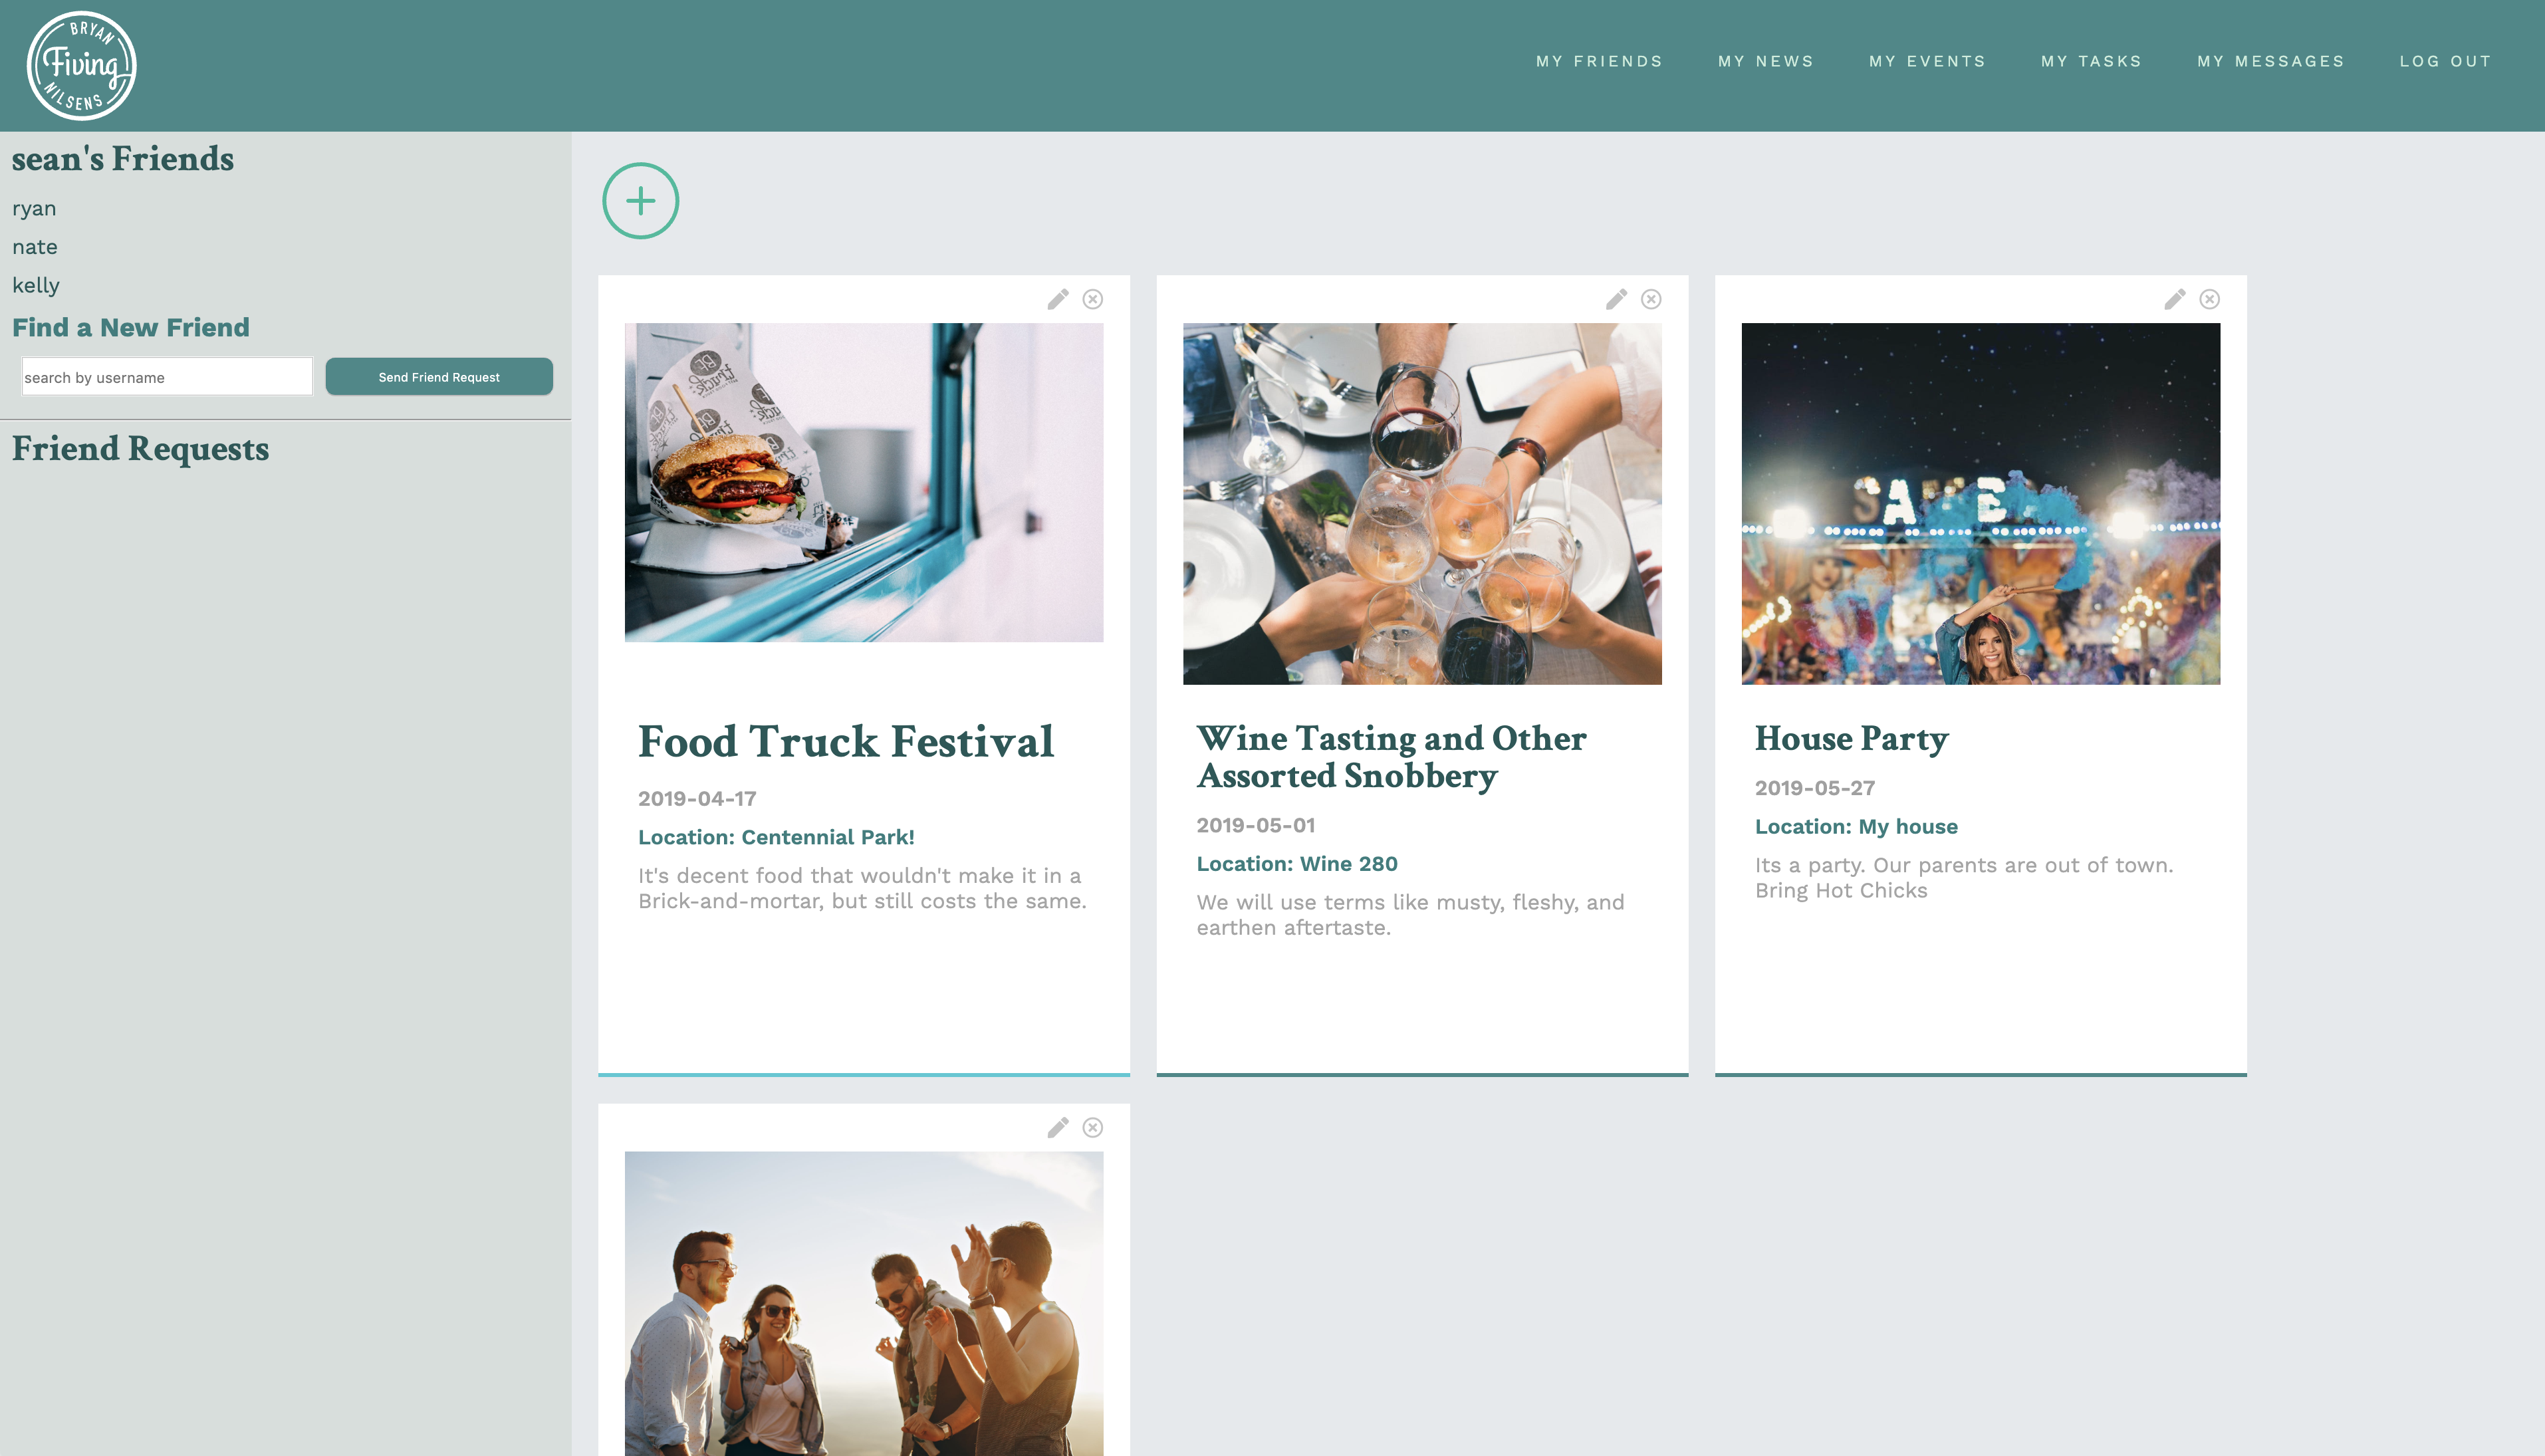 BRYAN
Fiving
NILSENS
MY FRIENDS
MY NEWS
MY EVENTS
MY TASKS
MY MESSAGES
LOG OUT
sean's Friends
ryan
nate
kelly
Find a New Friend
search by username
Send Friend Request
Friend Requests
Food Truck Festival
2019-04-17
Location: Centennial Park!
It's decent food that wouldn't make it in a
Brick-and-mortar, but still costs the same.
Wine Tasting and Other
Assorted Snobbery
2019-05-01
Location: Wine 280
We will use terms like musty, fleshy, and
earthen aftertaste.
House Party
2019-05-27
Location: My house
Its a party. Our parents are out of town.
Bring Hot Chicks